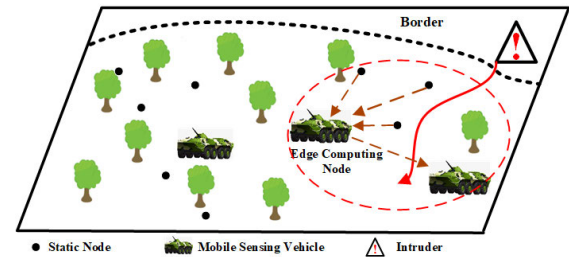 Border
Edge Computing
Node
Static Node
Mobile Sensing Vehicle
Intruder